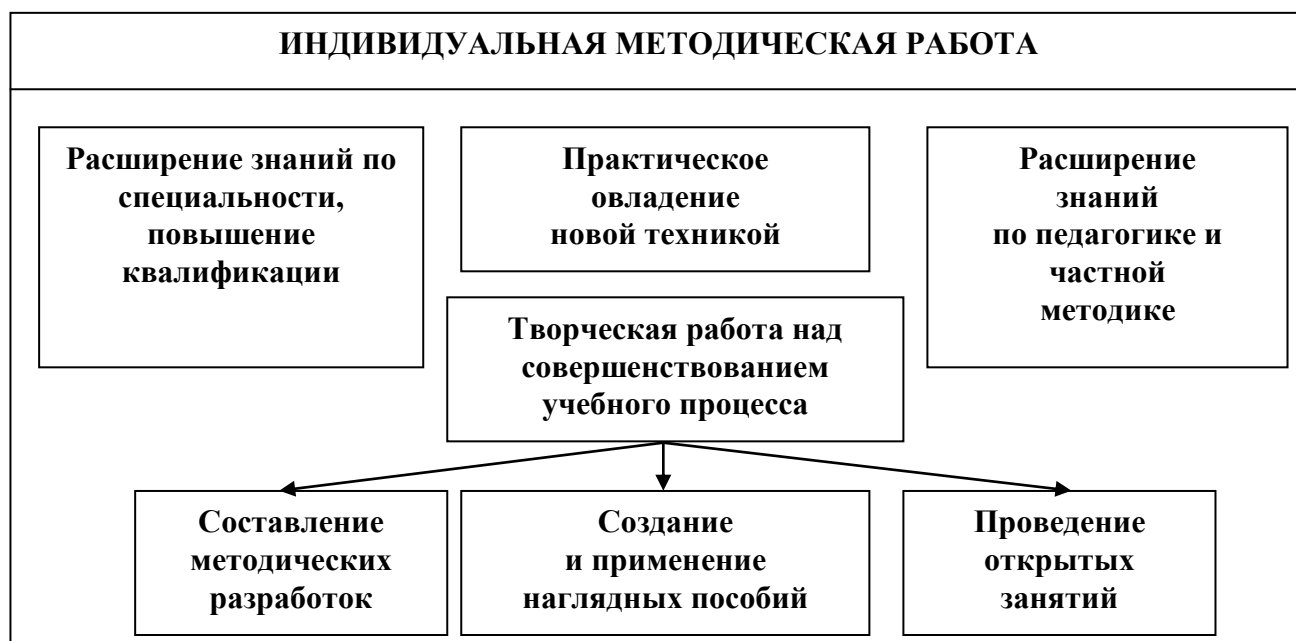 ИНДИВИДУАЛЬНАЯ МЕТОДИЧЕСКАЯ РАБОТА
Расширение знаний по
специальности,
повышение
квалификации
Практическое
овладение
новой техникой
Расширение
знаний
по педагогике и
частной
методике
Творческая работа над
совершенствованием
учебного процесса
Составление
методических
разработок
Создание
и применение
наглядных пособий
Проведение
открытых
занятий